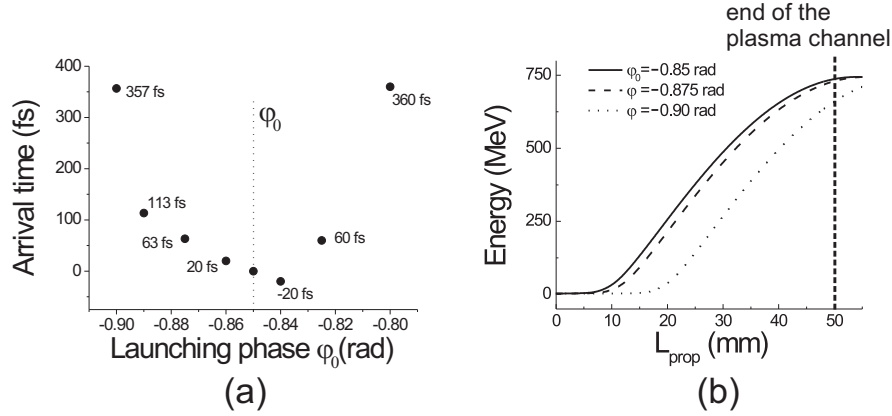 400
300
200
100
0
Arrival time (fs)
357 fs
113 fs
63 fs
20 fs
-20 fs
60 fs
360 fs
φ0
-0.90 -0.88 -0.86 -0.84 -0.82 -0.80
Launching phase φ0(rad)
(a)
end of the
plasma channel
φ0=−0.85 rad
φ=−0.875 rad
φ=−0.90 rad
750
500
250
0
Energy (MeV)
0 10 20 30 40 50
Lprop (mm)
(b)